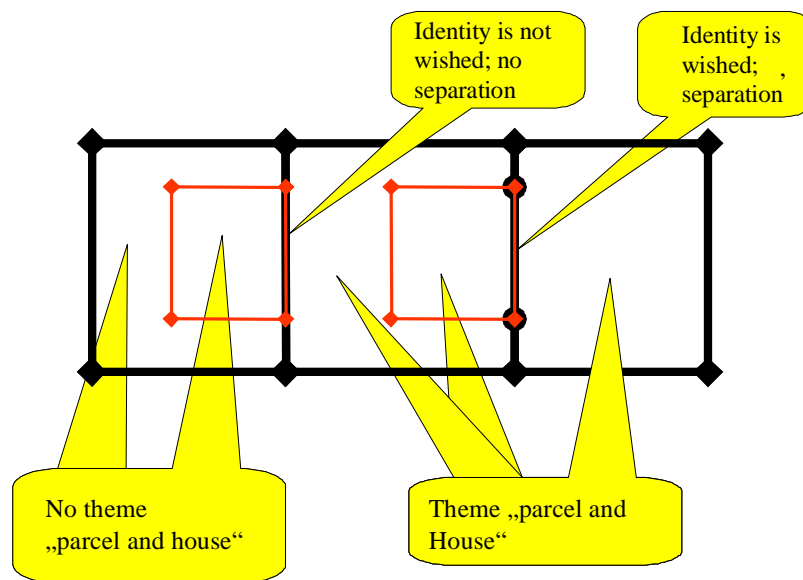 Identity is not
wished; no
separation
Identity is
wished;   ,
separation
No theme
„parcel and house“
Theme „parcel and
House“